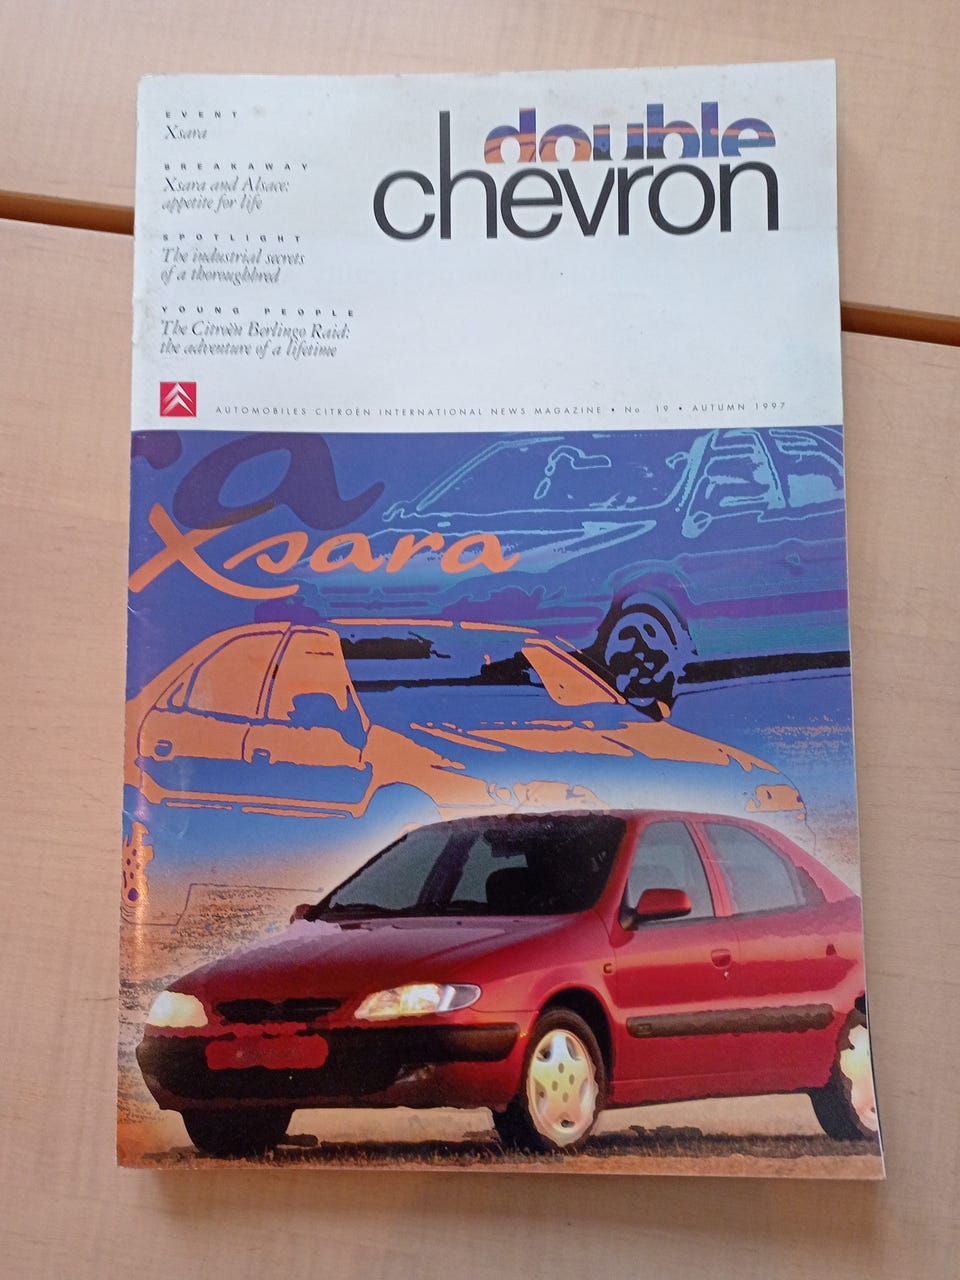 EVENT
Xsara
BREAKAWAY
Xsara and Alsace:
appetite for life
SPOTLIGHT
The industrial secrets
of a thoroughbred
YOUNG PEOPLE
The Citroën Berlingo Raid:
the adventure of a lifetime
double
chevron
AUTOMOBILES CITROËN INTERNATIONAL NEWS MAGAZINE • No 19 • AUTUMN 1997
ra
Xsara